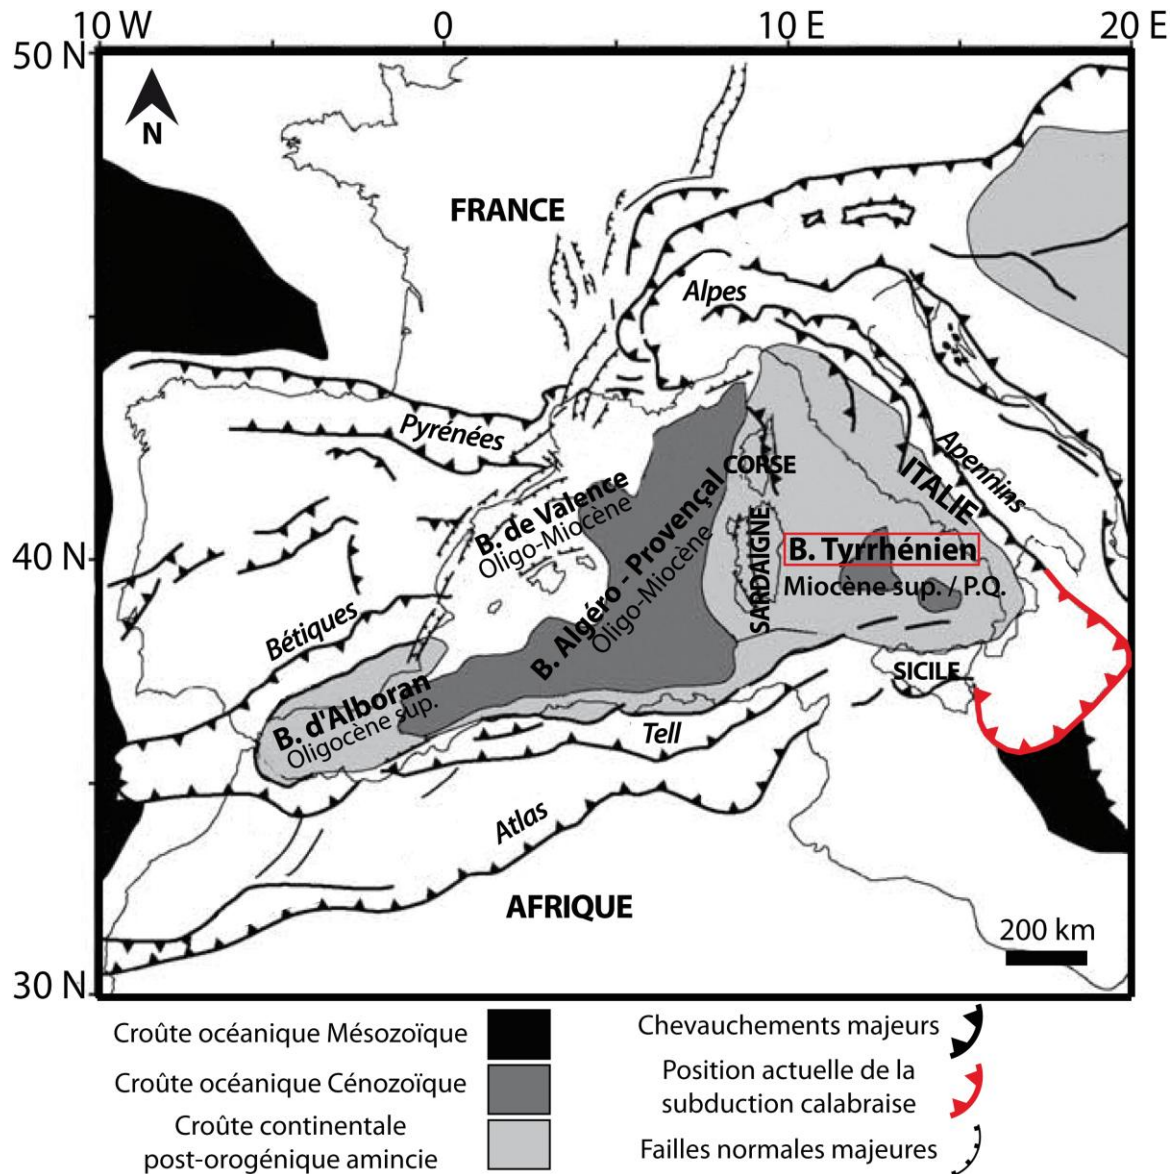 10 W 0 10 E 20 E
50 N
N
FRANCE
Alpes
Pyrénées
Apennins
ITALIE
CORSE
B. de Valence
Oligo-Miocène
B. Algéro - Provençal
Oligo-Miocène
SARDAIGNE
40 N
B. Tyrrhénien
Miocène sup. / P.Q.
Bétiques
SICILE
B. d'Alboran
Oligocène sup.
Tell
Atlas
AFRIQUE
200 km
30 N
Croûte océanique Mésozoïque
Croûte océanique Cénozoïque
Croûte continentale
post-orogénique amincie
Chevauchements majeurs
Position actuelle de la
subduction calabraise
Failles normales majeures